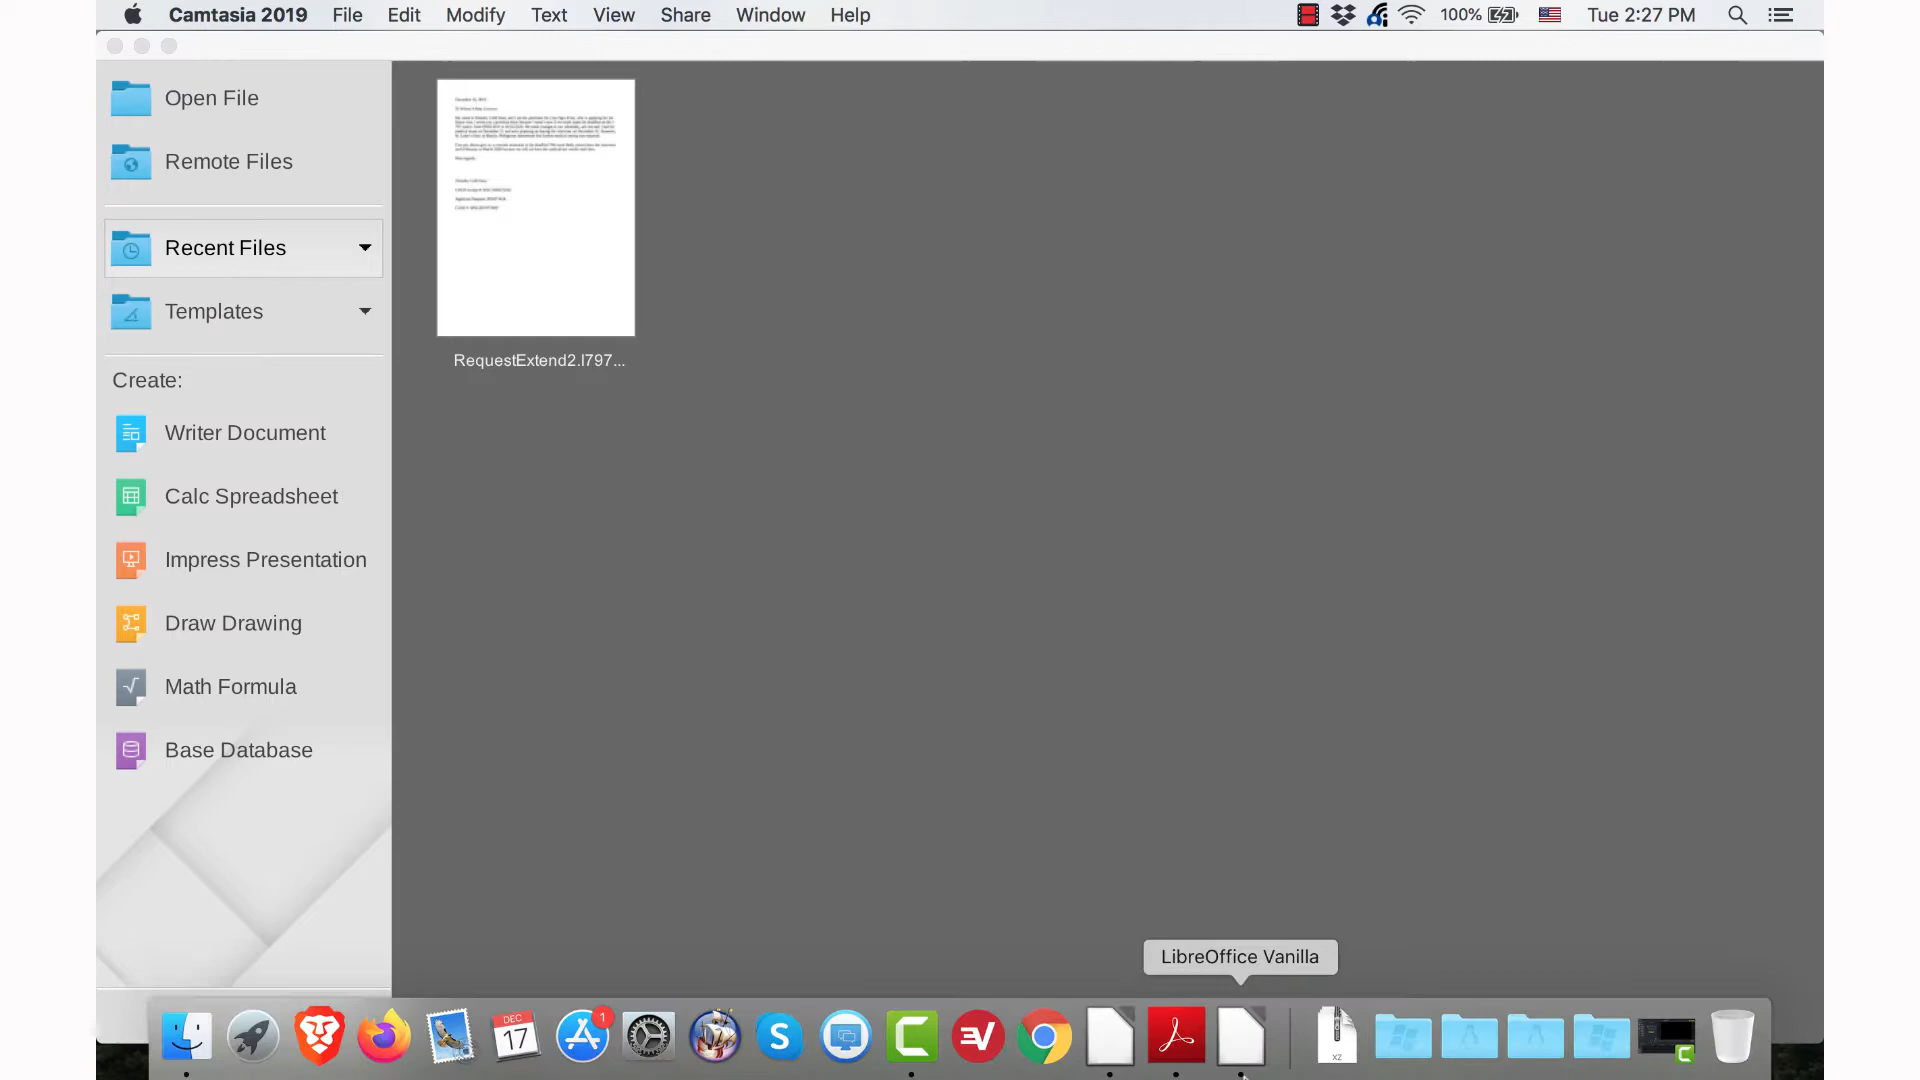 Camtasia 2019 File Edit Modify Text View Share Window Help 100% Tue 2:27 PM
Open File
Remote Files
Recent Files
Templates
Create:
Writer Document
Calc Spreadsheet
Impress Presentation
Draw Drawing
Math Formula
Base Database
RequestExtend2.I797...
LibreOffice Vanilla
DEC
17
1
S
XZ